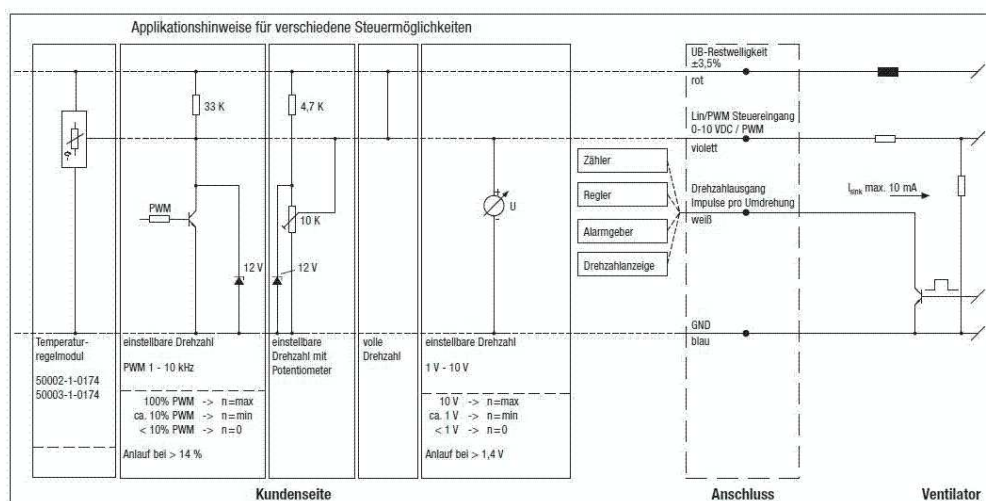 Applikationshinweise für verschiedene Steuermöglichkeiten
33 K
PWM
12 V
4,7 K
10 K
12 V
+
U
-
Zähler
Regler
Alarmgeber
Drehzahlanzeige
UB-Restwelligkeit
±3,5%
rot
Lin/PWM Steuereingang
0-10 VDC / PWM
violett
Drehzahlausgang
Impulse pro Umdrehung
weiß
GND
blau
Isink max. 10 mA
Temperatur-
regelmodul
50002-1-0174
50003-1-0174
einstellbare Drehzahl
PWM 1 - 10 kHz
100% PWM -> n=max
ca. 10% PWM -> n=min
< 10% PWM -> n=0
Anlauf bei > 14 %
einstellbare
Drehzahl mit
Potentiometer
volle
Drehzahl
einstellbare Drehzahl
1 V - 10 V
10 V -> n=max
ca. 1 V -> n=min
< 1 V -> n=0
Anlauf bei > 1,4 V
Kundenseite
Anschluss
Ventilator